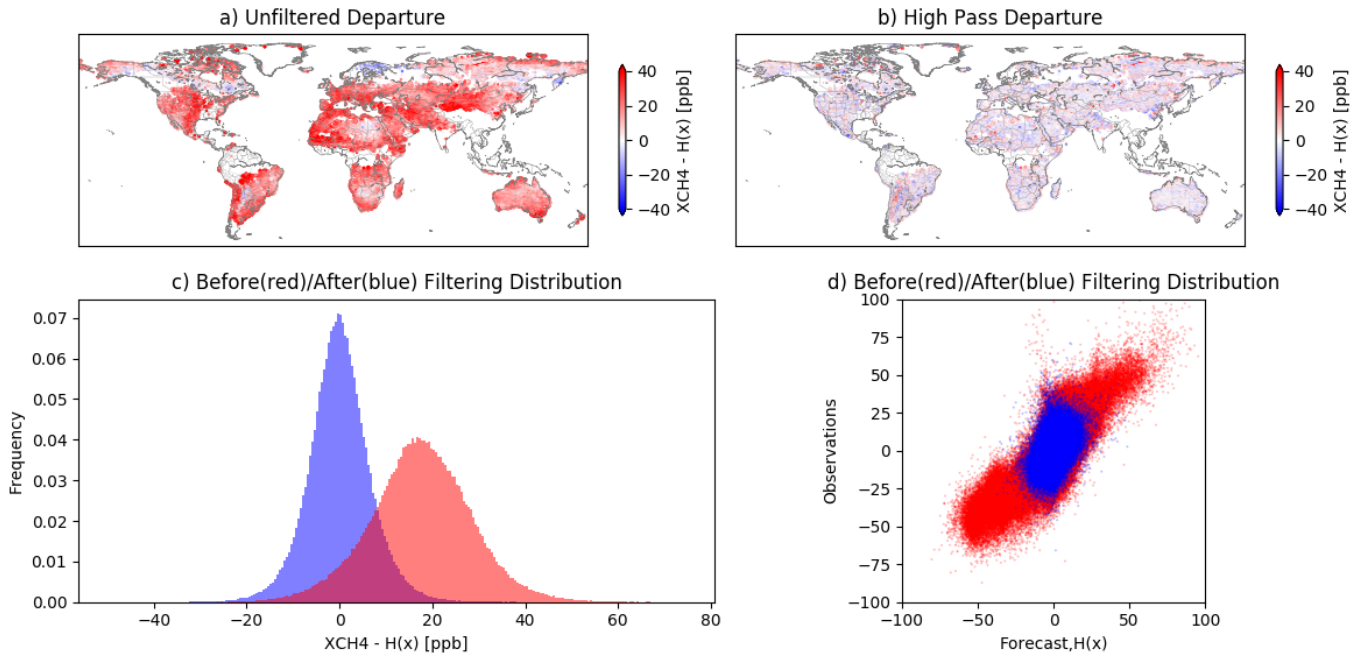 a) Unfiltered Departure
40
20
0
−20
−40
XCH4 - H(x) [ppb]
b) High Pass Departure
40
20
0
−20
−40
XCH4 - H(x) [ppb]
c) Before(red)/After(blue) Filtering Distribution
0.07
0.06
0.05
0.04
0.03
0.02
0.01
0.00
Frequency
−40 −20 0 20 40 60 80
XCH4 - H(x) [ppb]
d) Before(red)/After(blue) Filtering Distribution
100
75
50
25
0
−25
−50
−75
−100
Observations
−100 −50 0 50 100
Forecast,H(x)